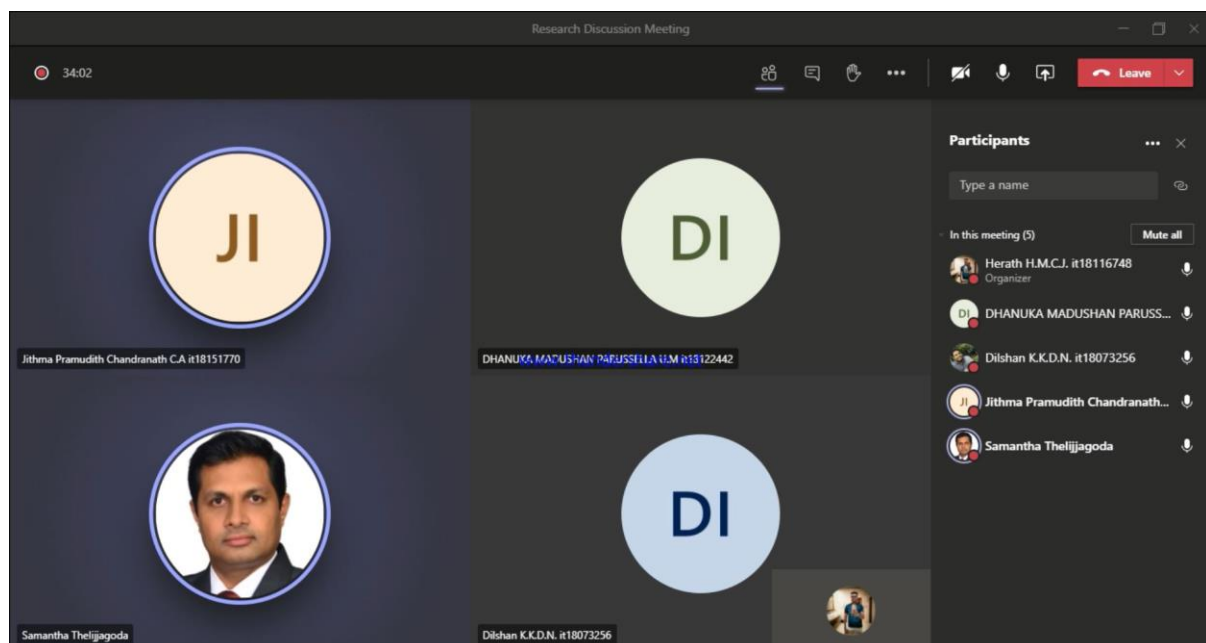 Research Discussion Meeting
34:02
Leave
JI
Jithma Pramudith Chandranath C.A it18151770
DI
DHANUKA MADUSHAN PARUSSELLA U.M it18122442
Samantha Thelijjagoda
DI
Dilshan K.K.D.N. it18073256
Participants
Type a name
In this meeting (5)
Mute all
Herath H.M.C.J. it18116748
Organizer
DI
DHANUKA MADUSHAN PARUSS...
Dilshan K.K.D.N. it18073256
JI
Jithma Pramudith Chandranath...
Samantha Thelijjagoda